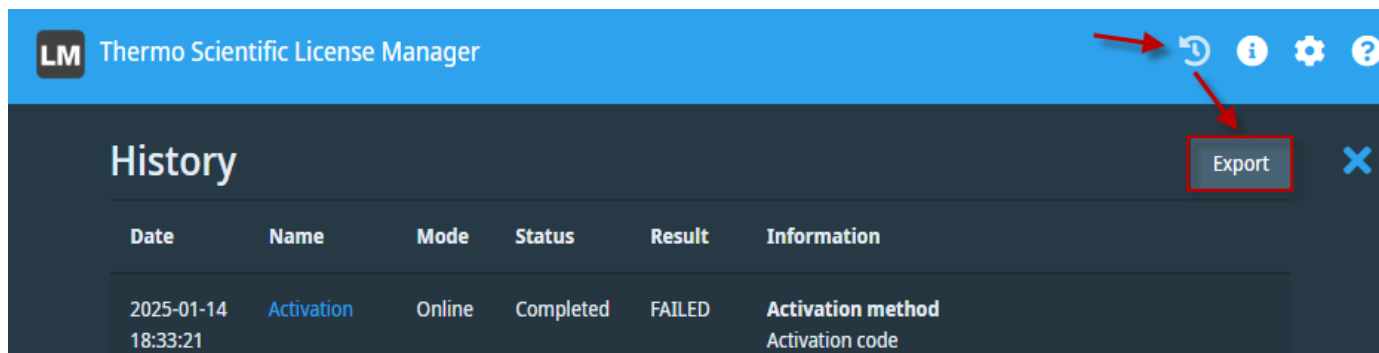 LM Thermo Scientific License Manager
History
Export
Date Name Mode Status Result Information
2025-01-14 Activation Online Completed FAILED Activation method
18:33:21 Activation code